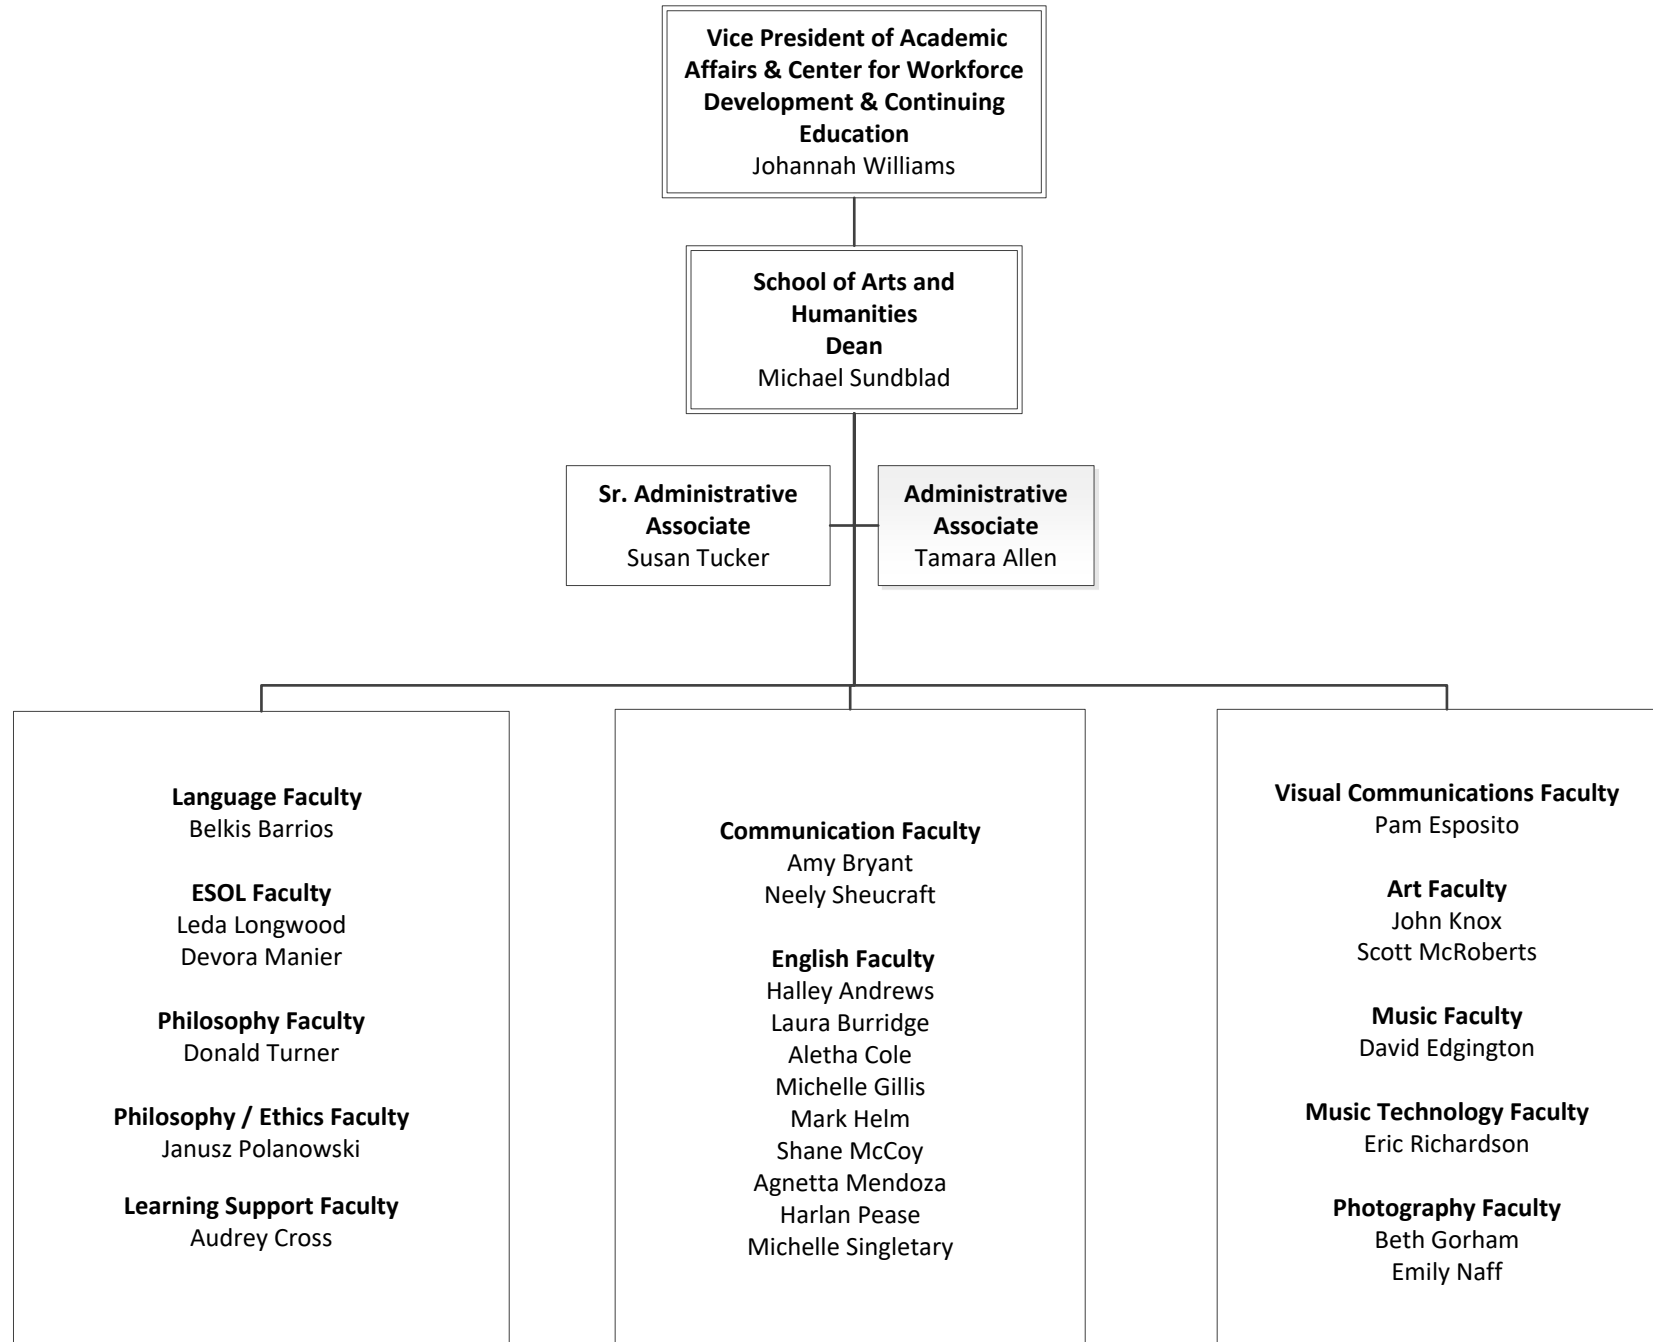 Vice President of Academic
Affairs & Center for Workforce
Development & Continuing
Education
Johannah Williams
School of Arts and
Humanities
Dean
Michael Sundblad
Sr. Administrative
Associate
Susan Tucker
Administrative
Associate
Tamara Allen
Language Faculty
Belkis Barrios
ESOL Faculty
Leda Longwood
Devora Manier
Philosophy Faculty
Donald Turner
Philosophy / Ethics Faculty
Janusz Polanowski
Learning Support Faculty
Audrey Cross
Communication Faculty
Amy Bryant
Neely Sheucraft
English Faculty
Halley Andrews
Laura Burridge
Aletha Cole
Michelle Gillis
Mark Helm
Shane McCoy
Agnetta Mendoza
Harlan Pease
Michelle Singletary
Visual Communications Faculty
Pam Esposito
Art Faculty
John Knox
Scott McRoberts
Music Faculty
David Edgington
Music Technology Faculty
Eric Richardson
Photography Faculty
Beth Gorham
Emily Naff